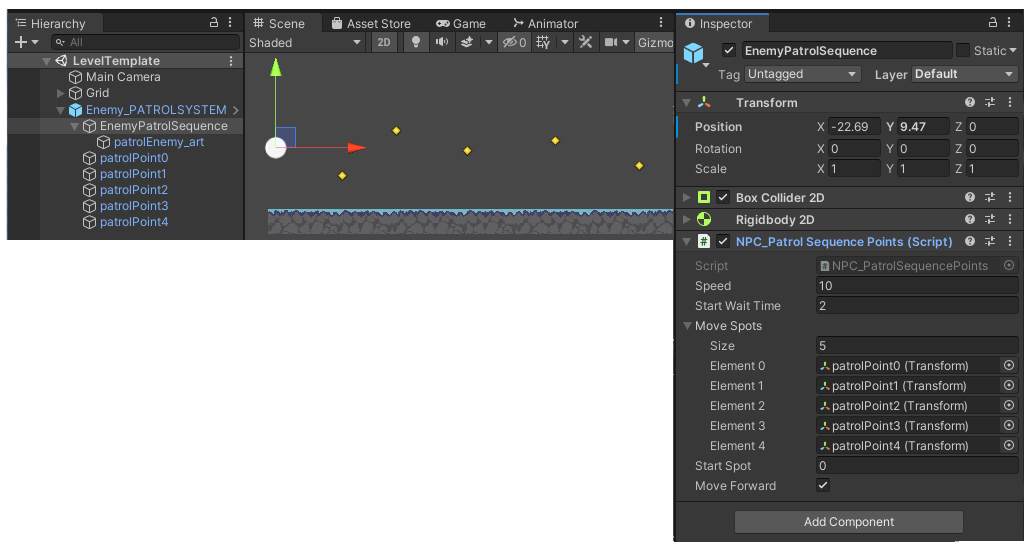 Hierarchy
All
LevelTemplate
Main Camera
Grid
Enemy_PATROLSYSTEM
EnemyPatrolSequence
patrolEnemy_art
patrolPoint0
patrolPoint1
patrolPoint2
patrolPoint3
patrolPoint4
Scene
Asset Store
Game
Animator
Shaded
2D
0
Gizmo
Inspector
EnemyPatrolSequence
Static
Tag Untagged
Layer Default
Transform
Position X -22.69 Y 9.47 Z 0
Rotation X 0 Y 0 Z 0
Scale X 1 Y 1 Z 1
Box Collider 2D
Rigidbody 2D
NPC_Patrol Sequence Points (Script)
Script NPC_PatrolSequencePoints
Speed 10
Start Wait Time 2
Move Spots
Size 5
Element 0 patrolPoint0 (Transform)
Element 1 patrolPoint1 (Transform)
Element 2 patrolPoint2 (Transform)
Element 3 patrolPoint3 (Transform)
Element 4 patrolPoint4 (Transform)
Start Spot 0
Move Forward
Add Component